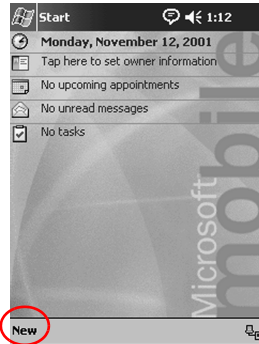 Start 1:12
Monday, November 12, 2001
Tap here to set owner information
No upcoming appointments
No unread messages
No tasks
Microsoft
mobile
New